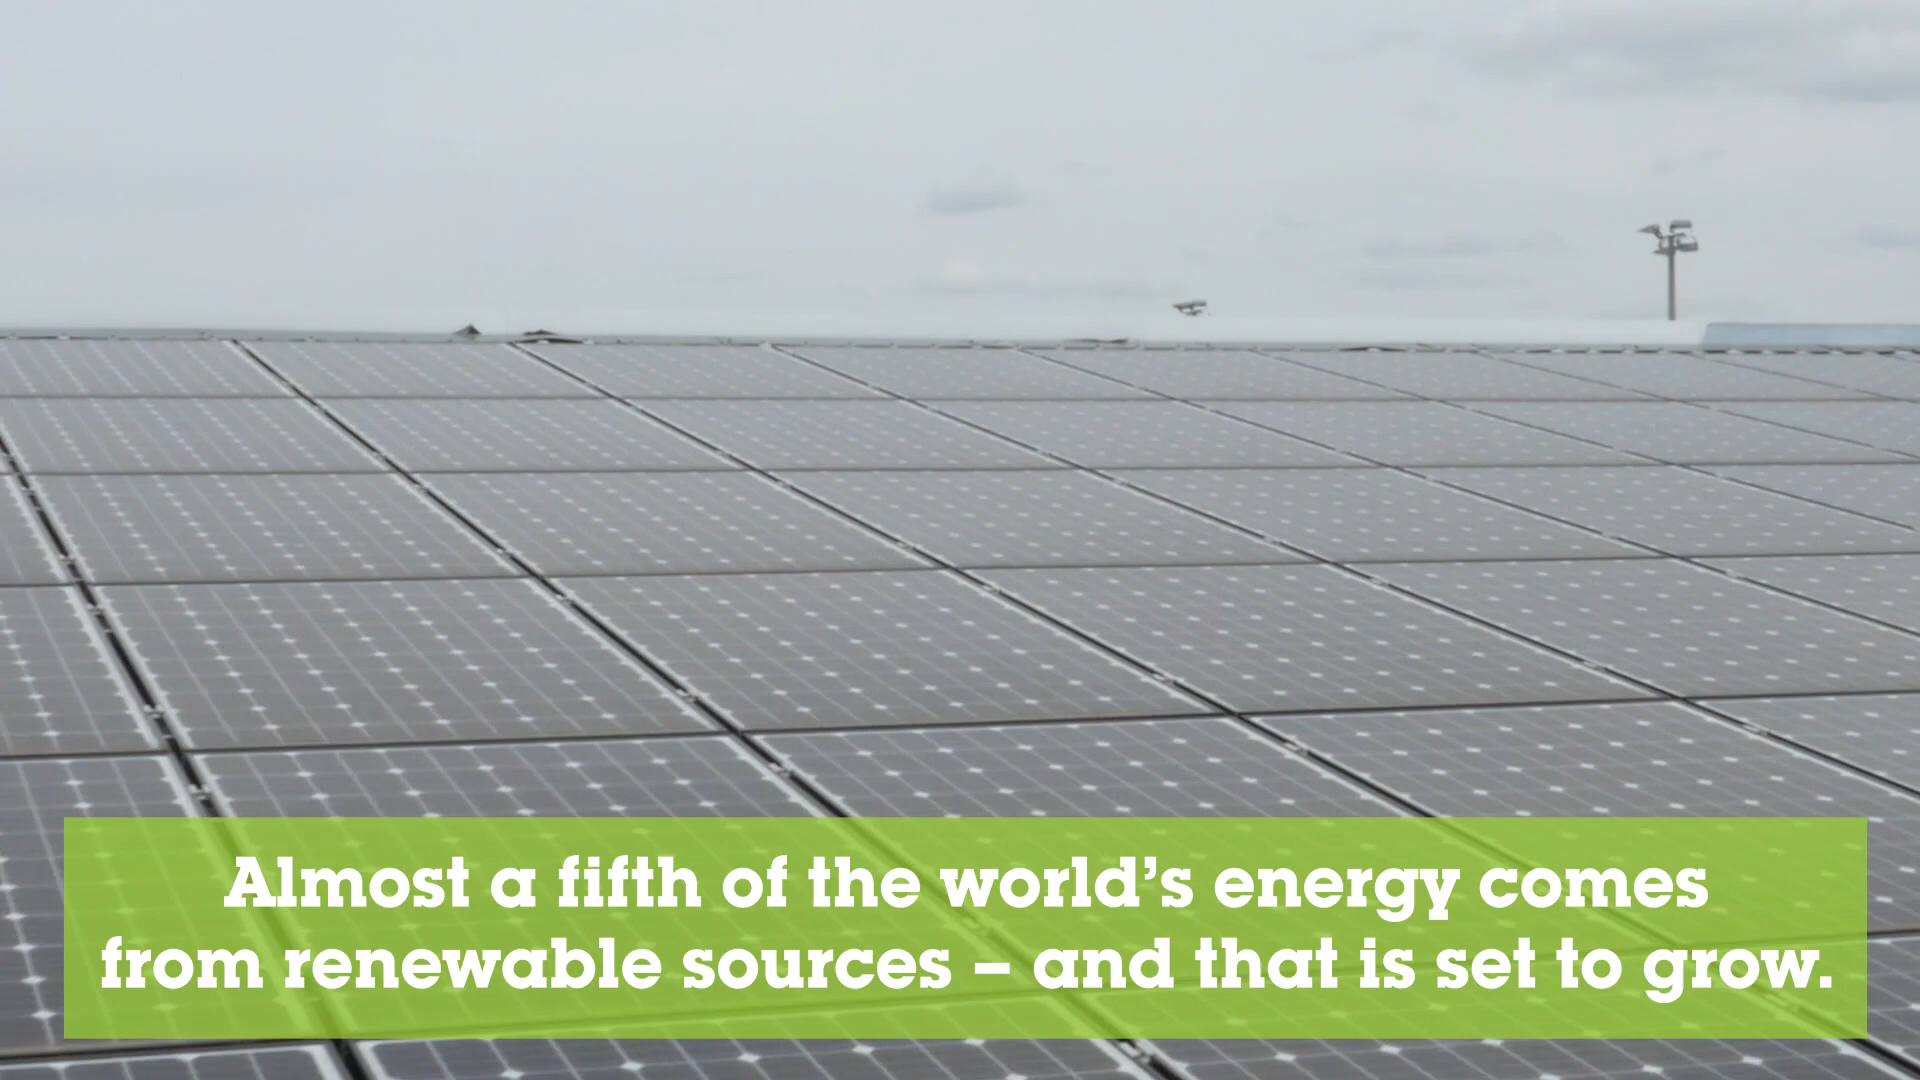 Almost a fifth of the world’s energy comes
from renewable sources – and that is set to grow.